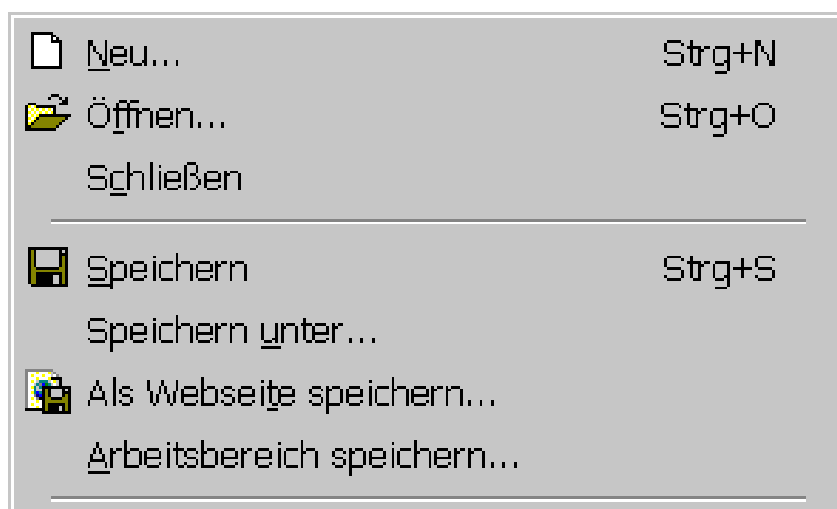 Neu... Strg+N
Öffnen... Strg+O
Schließen
Speichern Strg+S
Speichern unter...
Als Webseite speichern...
Arbeitsbereich speichern...